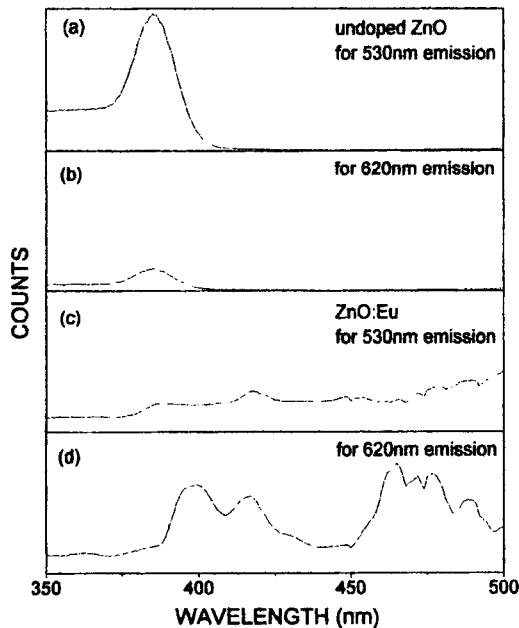 (a)
undoped ZnO
for 530nm emission
(b)
for 620nm emission
(c)
ZnO:Eu
for 530nm emission
(d)
for 620nm emission
COUNTS
350
400
450
500
WAVELENGTH (nm)